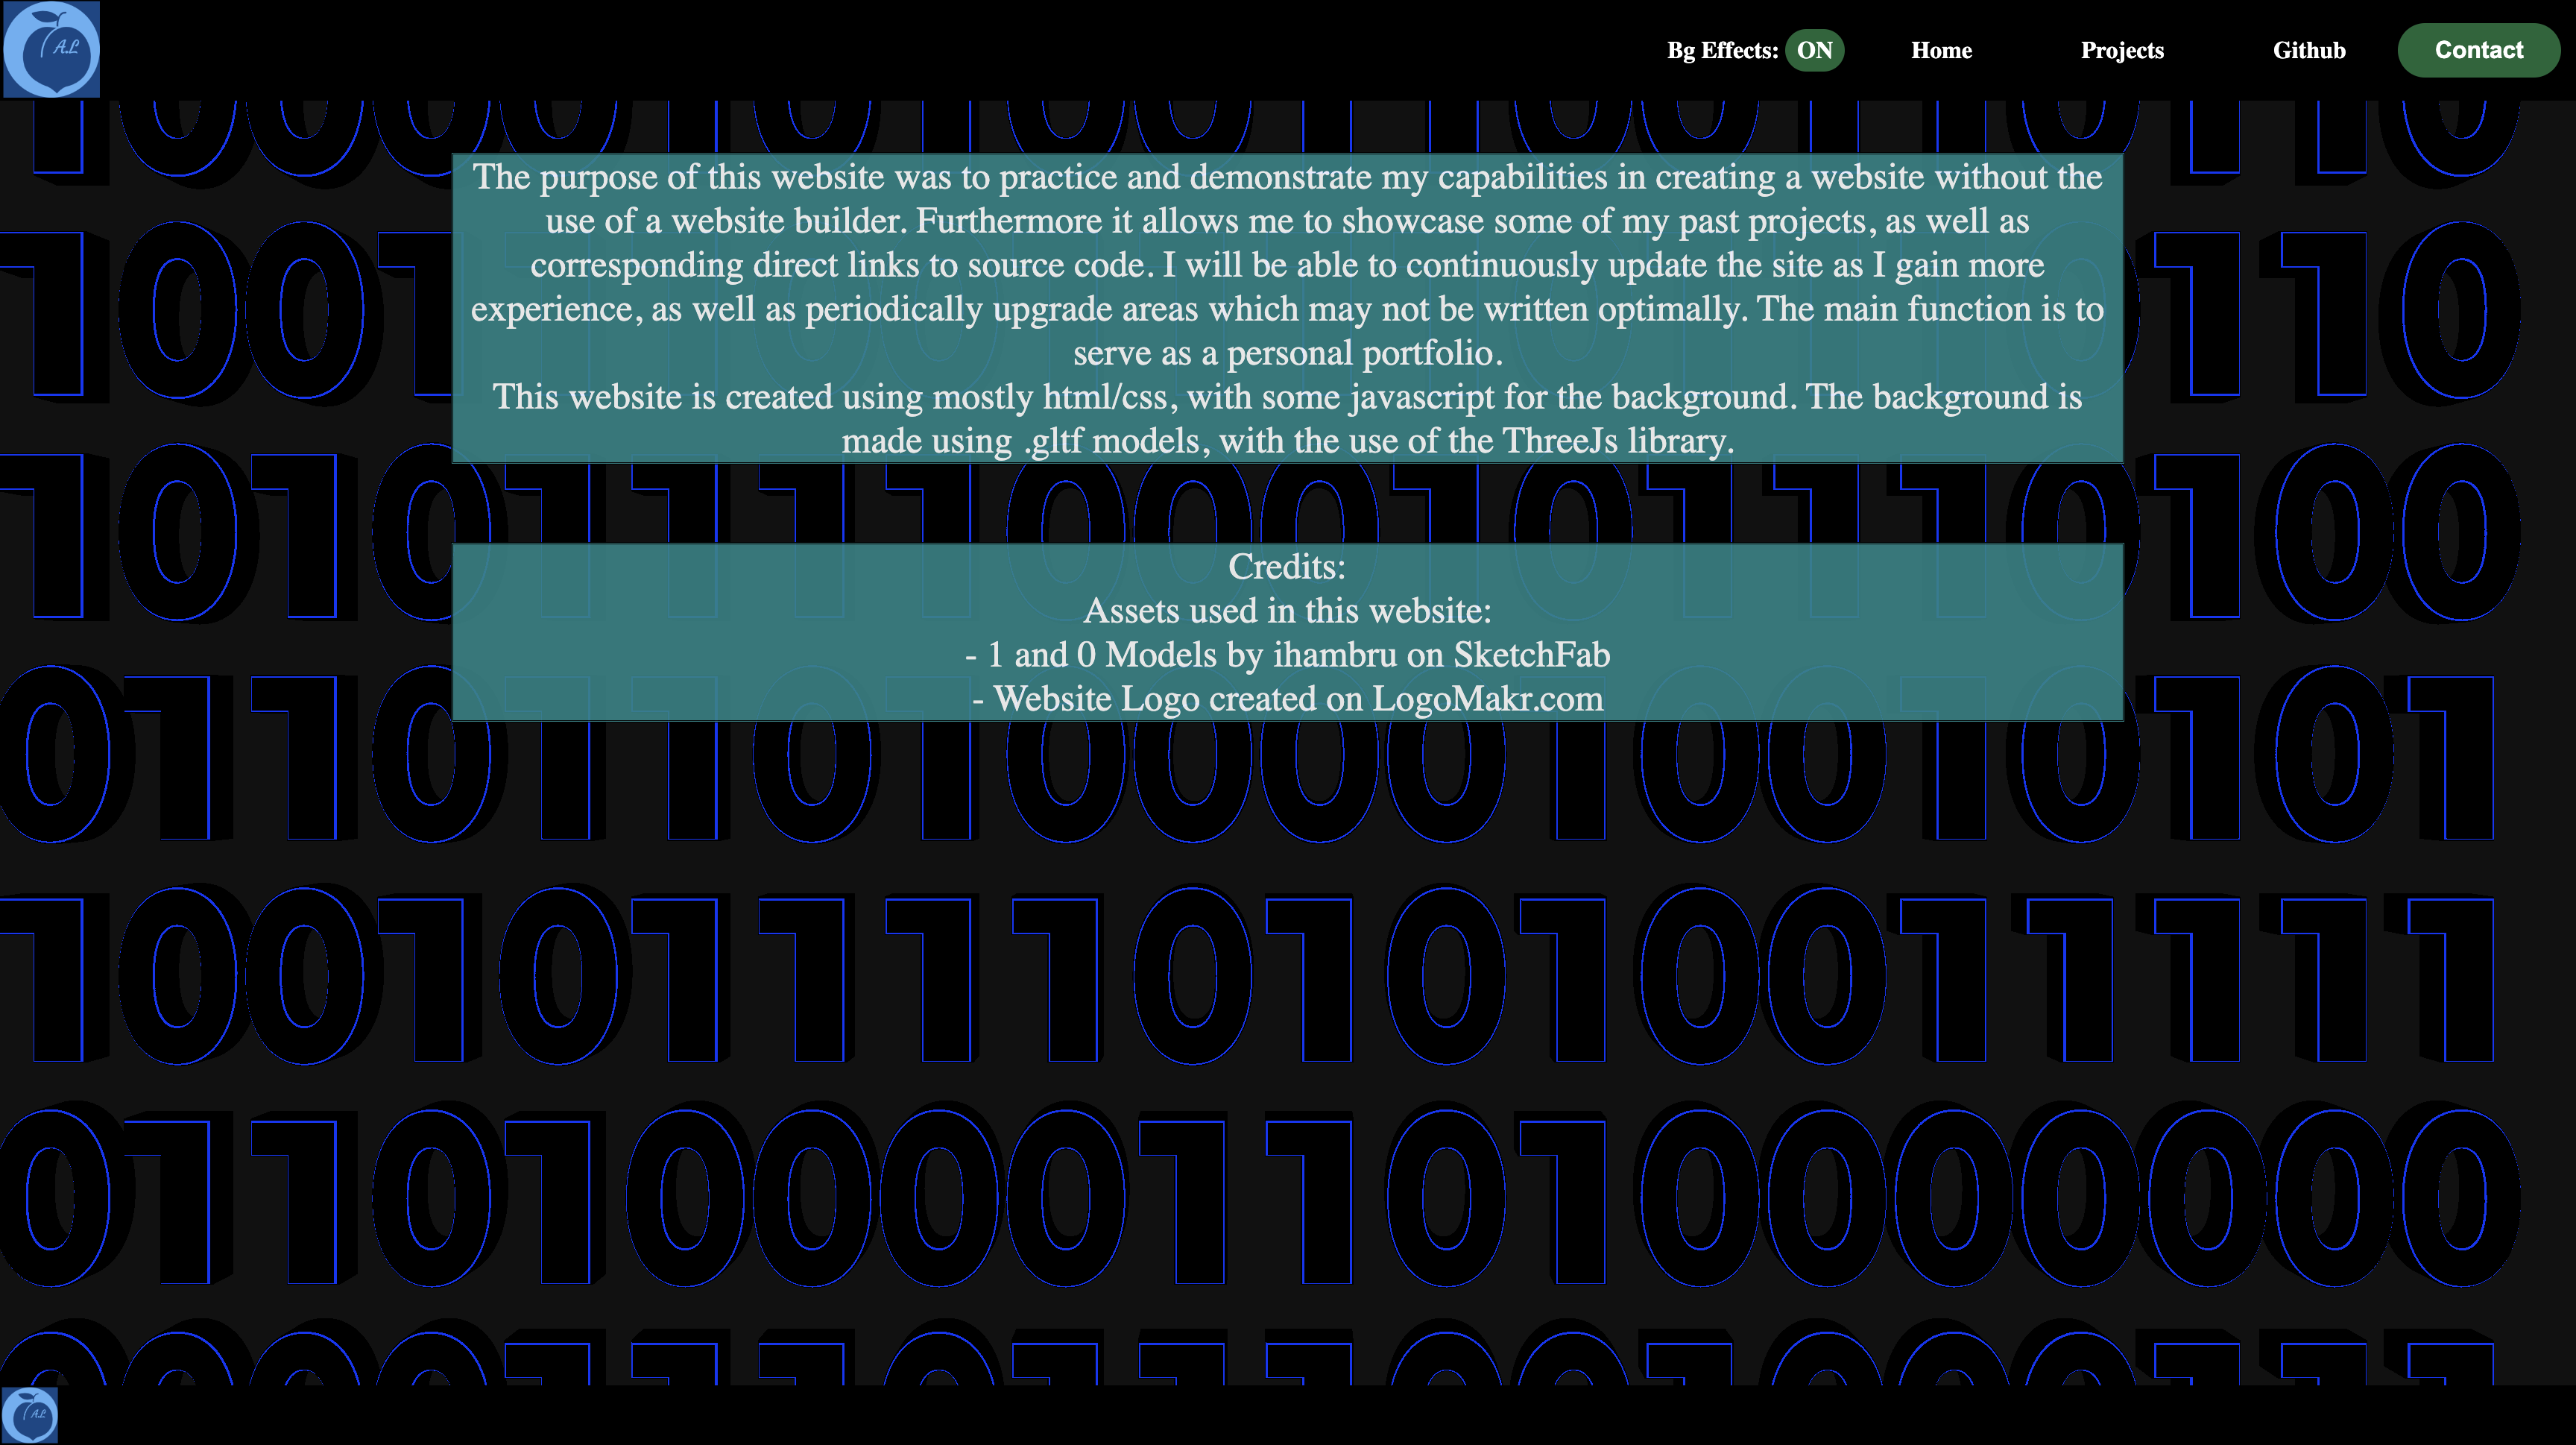 A.L
Bg Effects: ON Home Projects Github Contact
The purpose of this website was to practice and demonstrate my capabilities in creating a website without the
use of a website builder. Furthermore it allows me to showcase some of my past projects, as well as
corresponding direct links to source code. I will be able to continuously update the site as I gain more
experience, as well as periodically upgrade areas which may not be written optimally. The main function is to
serve as a personal portfolio.
This website is created using mostly html/css, with some javascript for the background. The background is
made using .gltf models, with the use of the ThreeJs library.
Credits:
Assets used in this website:
- 1 and 0 Models by ihambru on SketchFab
- Website Logo created on LogoMakr.com
01101101000010010101
10010111101010011111
01101000011010000000
00001110111001000111
A.L